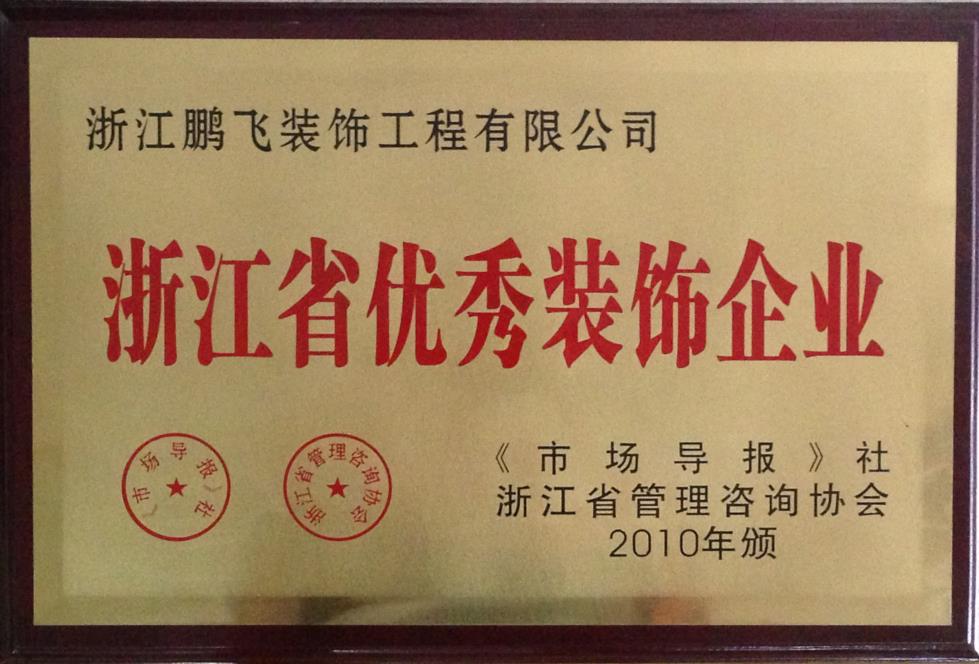 浙江鹏飞装饰工程有限公司
浙江省优秀装饰企业
《市场导报》社
浙江省管理咨询协会
《市场导报》社
浙江省管理咨询协会
2010年颁